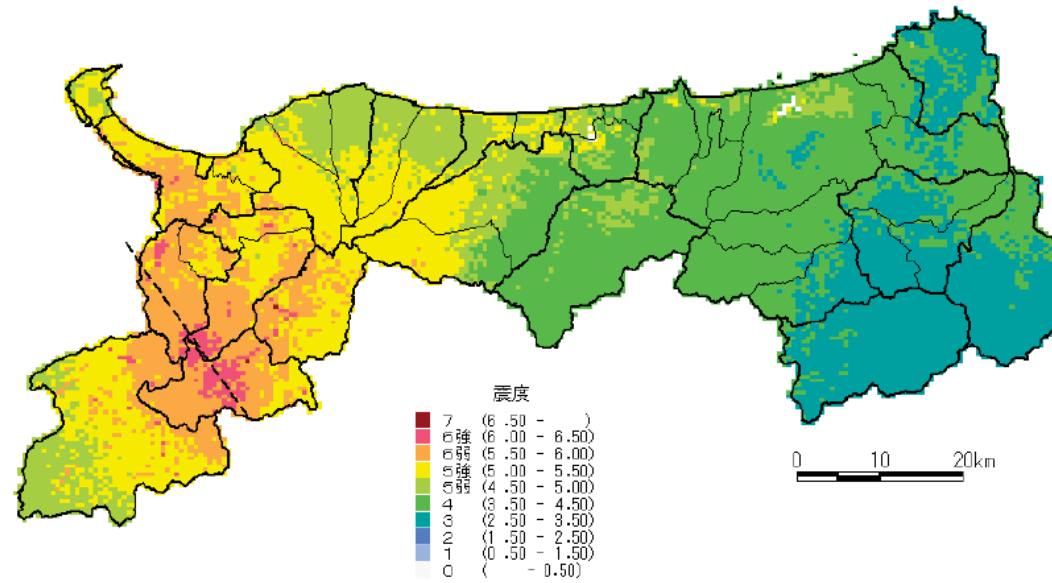 震度
7 (6.50 - )
6強 (6.00 - 6.50)
6弱 (5.50 - 6.00)
5強 (5.00 - 5.50)
5弱 (4.50 - 5.00)
4 (3.50 - 4.50)
3 (2.50 - 3.50)
2 (1.50 - 2.50)
1 (0.50 - 1.50)
0 ( - 0.50)
0 10 20km